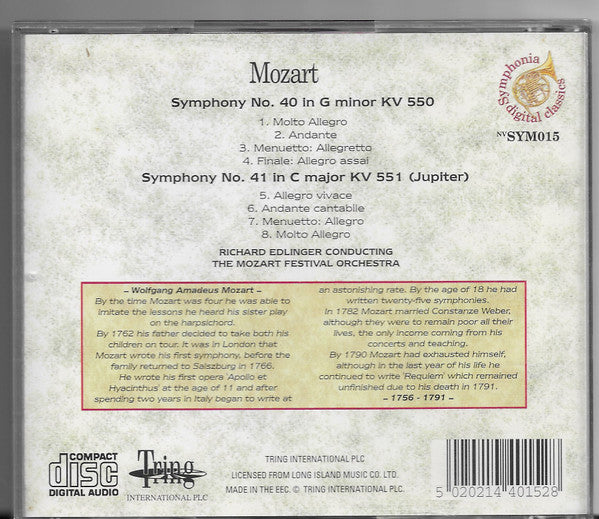 Mozart
Symphony No. 40 in G minor KV 550
1. Molto Allegro
2. Andante
3. Menuetto: Allegretto
4. Finale: Allegro assai
Symphony No. 41 in C major KV 551 (Jupiter)
5. Allegro vivace
6. Andante cantabile
7. Menuetto: Allegro
8. Molto Allegro
RICHARD EDLINGER CONDUCTING
THE MOZART FESTIVAL ORCHESTRA
Symphonia
digital classics
NV SYM015
– Wolfgang Amadeus Mozart –
By the time Mozart was four he was able to
imitate the lessons he heard his sister play
on the harpsichord.
By 1762 his father decided to take both his
children on tour. It was in London that
Mozart wrote his first symphony, before the
family returned to Salszburg in 1766.
He wrote his first opera 'Apollo et
Hyacinthus' at the age of 11 and after
spending two years in Italy began to write at
an astonishing rate. By the age of 18 he had
written twenty-five symphonies.
In 1782 Mozart married Constanze Weber,
although they were to remain poor all their
lives, the only income coming from his
concerts and teaching.
By 1790 Mozart had exhausted himself,
although in the last year of his life he
continued to write 'Requiem' which remained
unfinished due to his death in 1791.
– 1756 - 1791 –
COMPACT
disc
DIGITAL AUDIO
Tring
INTERNATIONAL PLC
TRING INTERNATIONAL PLC
LICENSED FROM LONG ISLAND MUSIC CO. LTD.
MADE IN THE EEC. © TRING INTERNATIONAL PLC.
5 020214 401528